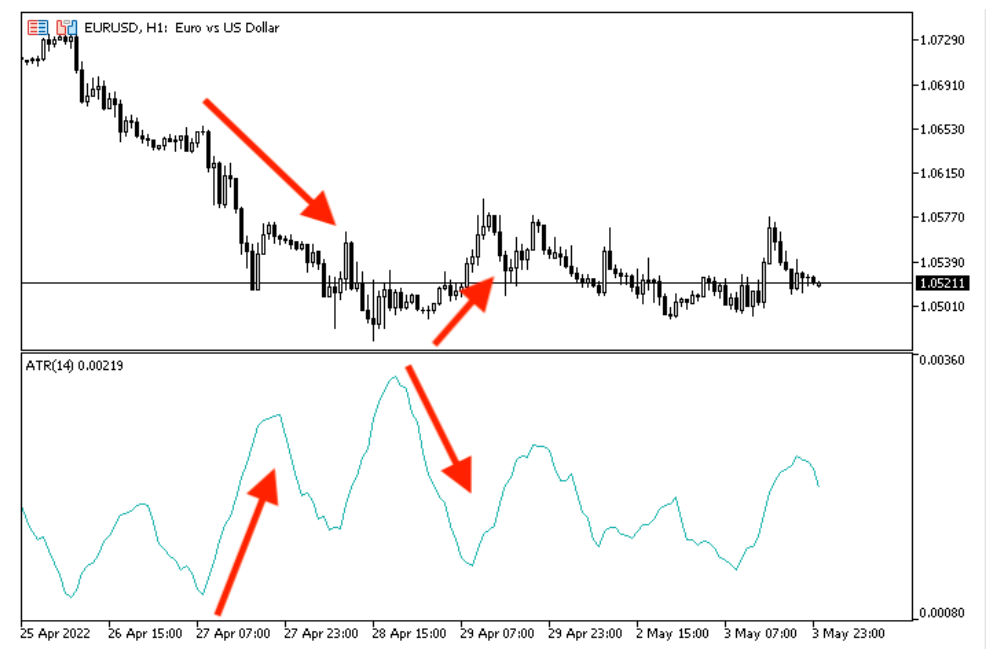 EURUSD, H1: Euro vs US Dollar
1.07290
1.06910
1.06530
1.06150
1.05770
1.05390
1.05211
1.05010
ATR(14) 0.00219
0.00360
0.00080
25 Apr 2022
26 Apr 15:00
27 Apr 07:00
27 Apr 23:00
28 Apr 15:00
29 Apr 07:00
29 Apr 23:00
2 May 15:00
3 May 07:00
3 May 23:00